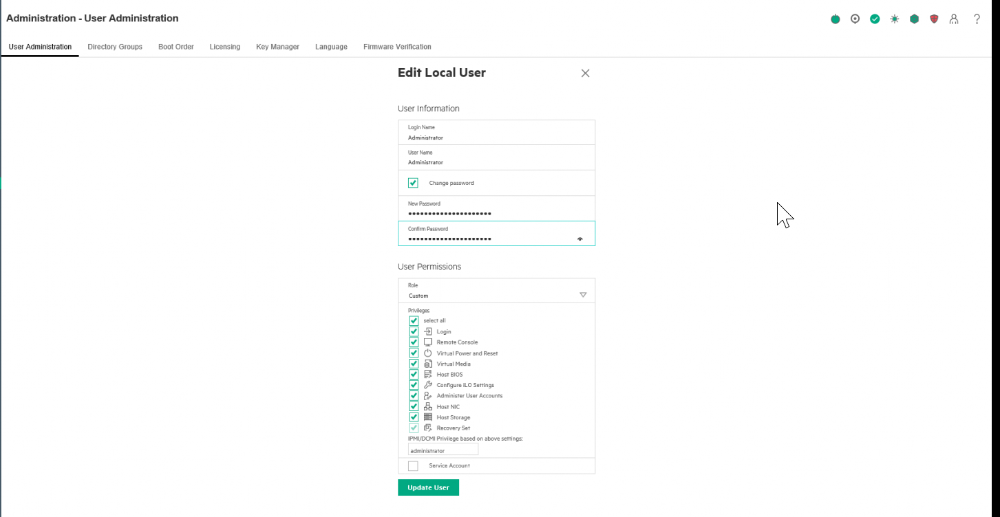 Administration - User Administration
User Administration Directory Groups Boot Order Licensing Key Manager Language Firmware Verification
Edit Local User
User Information
Login Name
Administrator
User Name
Administrator
Change password
New Password
•••••••••••••••••••••
Confirm Password
•••••••••••••••••••••
User Permissions
Role
Custom
Privileges
select all
Login
Remote Console
Virtual Power and Reset
Virtual Media
Host BIOS
Configure iLO Settings
Administer User Accounts
Host NIC
Host Storage
Recovery Set
IPMI/DCMI Privilege based on above settings:
administrator
Service Account
Update User